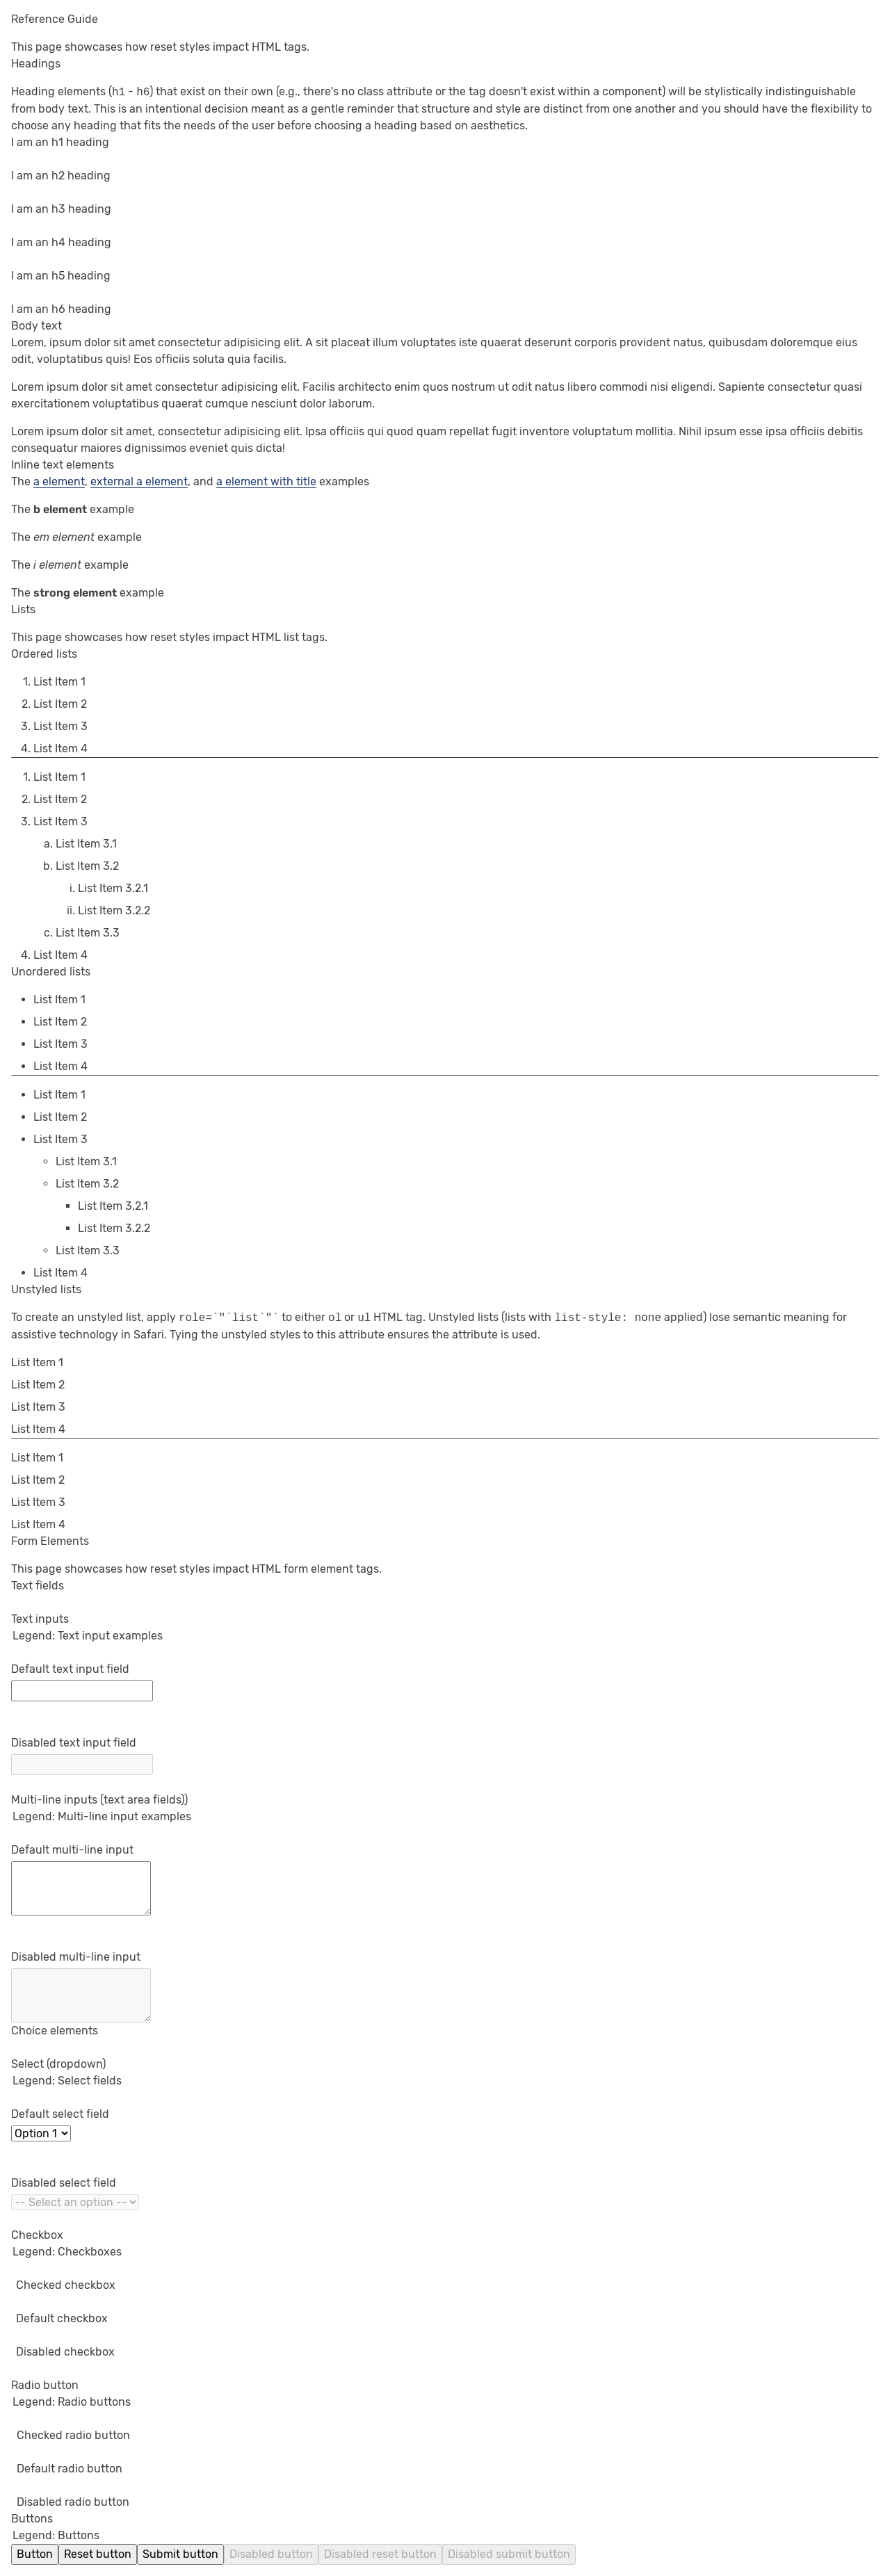 Reference Guide
This page showcases how reset styles impact HTML tags.
Headings
Heading elements (h1 - h6) that exist on their own (e.g., there's no class attribute or the tag doesn't exist within a component) will be stylistically indistinguishable
from body text. This is an intentional decision meant as a gentle reminder that structure and style are distinct from one another and you should have the flexibility to
choose any heading that fits the needs of the user before choosing a heading based on aesthetics.
I am an h1 heading
I am an h2 heading
I am an h3 heading
I am an h4 heading
I am an h5 heading
I am an h6 heading
Body text
Lorem, ipsum dolor sit amet consectetur adipisicing elit. A sit placeat illum voluptates iste quaerat deserunt corporis provident natus, quibusdam doloremque eius
odit, voluptatibus quis! Eos officiis soluta quia facilis.
Lorem ipsum dolor sit amet consectetur adipisicing elit. Facilis architecto enim quos nostrum ut odit natus libero commodi nisi eligendi. Sapiente consectetur quasi
exercitationem voluptatibus quaerat cumque nesciunt dolor laborum.
Lorem ipsum dolor sit amet, consectetur adipisicing elit. Ipsa officiis qui quod quam repellat fugit inventore voluptatum mollitia. Nihil ipsum esse ipsa officiis debitis
consequatur maiores dignissimos eveniet quis dicta!
Inline text elements
The a element, external a element, and a element with title examples
The b element example
The em element example
The i element example
The strong element example
Lists
This page showcases how reset styles impact HTML list tags.
Ordered lists
1. List Item 1
2. List Item 2
3. List Item 3
4. List Item 4
1. List Item 1
2. List Item 2
3. List Item 3
a. List Item 3.1
b. List Item 3.2
i. List Item 3.2.1
ii. List Item 3.2.2
c. List Item 3.3
4. List Item 4
Unordered lists
• List Item 1
• List Item 2
• List Item 3
• List Item 4
• List Item 1
• List Item 2
• List Item 3
◦ List Item 3.1
◦ List Item 3.2
▪ List Item 3.2.1
▪ List Item 3.2.2
◦ List Item 3.3
• List Item 4
Unstyled lists
To create an unstyled list, apply role=`"`list`"` to either ol or ul HTML tag. Unstyled lists (lists with list-style: none applied) lose semantic meaning for
assistive technology in Safari. Tying the unstyled styles to this attribute ensures the attribute is used.
List Item 1
List Item 2
List Item 3
List Item 4
List Item 1
List Item 2
List Item 3
List Item 4
Form Elements
This page showcases how reset styles impact HTML form element tags.
Text fields
Text inputs
Legend: Text input examples
Default text input field
Disabled text input field
Multi-line inputs (text area fields))
Legend: Multi-line input examples
Default multi-line input
Disabled multi-line input
Choice elements
Select (dropdown)
Legend: Select fields
Default select field
Option 1
Disabled select field
-- Select an option --
Checkbox
Legend: Checkboxes
Checked checkbox
Default checkbox
Disabled checkbox
Radio button
Legend: Radio buttons
Checked radio button
Default radio button
Disabled radio button
Buttons
Legend: Buttons
Button Reset button Submit button Disabled button Disabled reset button Disabled submit button